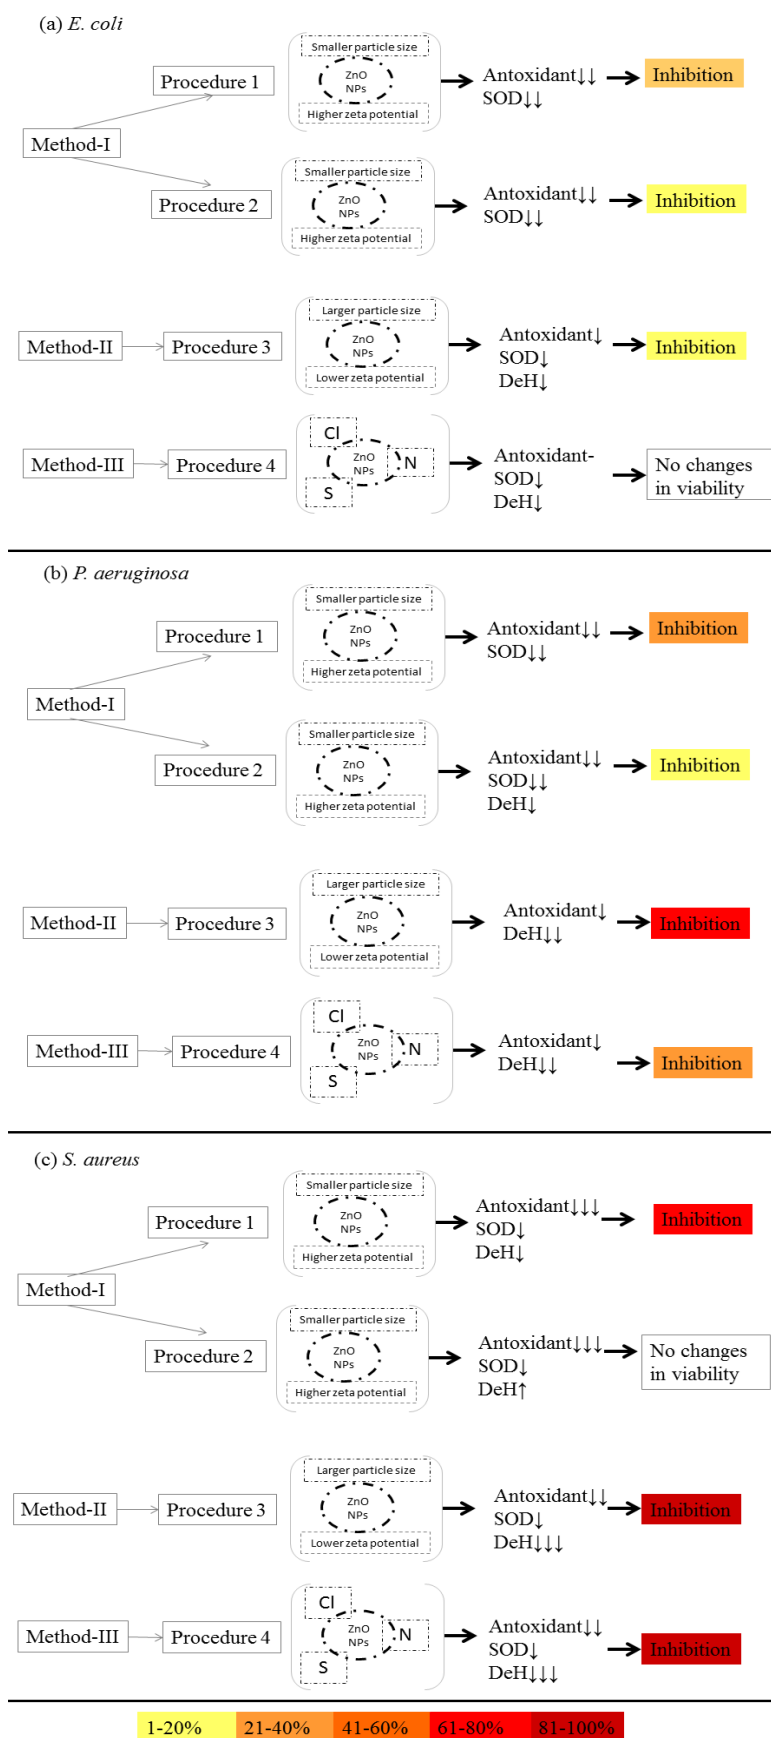 (a) E. coli
Procedure 1
Smaller particle size
ZnO
NPs
Higher zeta potential
Antoxidant↓↓
SOD↓↓
Inhibition
Method-I
Procedure 2
Smaller particle size
ZnO
NPs
Higher zeta potential
Antoxidant↓↓
SOD↓↓
Inhibition
Method-II
Procedure 3
Larger particle size
ZnO
NPs
Lower zeta potential
Antoxidant↓
SOD↓
DeH↓
Inhibition
Method-III
Procedure 4
Cl
ZnO
NPs
N
S
Antoxidant-
SOD↓
DeH↓
No changes
in viability
(b) P. aeruginosa
Procedure 1
Smaller particle size
ZnO
NPs
Higher zeta potential
Antoxidant↓↓
SOD↓↓
Inhibition
Method-I
Procedure 2
Smaller particle size
ZnO
NPs
Higher zeta potential
Antoxidant↓↓
SOD↓↓
DeH↓
Inhibition
Method-II
Procedure 3
Larger particle size
ZnO
NPs
Lower zeta potential
Antoxidant↓
DeH↓↓
Inhibition
Method-III
Procedure 4
Cl
ZnO
NPs
N
S
Antoxidant↓
DeH↓↓
Inhibition
(c) S. aureus
Procedure 1
Smaller particle size
ZnO
NPs
Higher zeta potential
Antoxidant↓↓↓
SOD↓
DeH↓
Inhibition
Method-I
Procedure 2
Smaller particle size
ZnO
NPs
Higher zeta potential
Antoxidant↓↓↓
SOD↓
DeH↑
No changes
in viability
Method-II
Procedure 3
Larger particle size
ZnO
NPs
Lower zeta potential
Antoxidant↓↓
SOD↓
DeH↓↓↓
Inhibition
Method-III
Procedure 4
Cl
ZnO
NPs
N
S
Antoxidant↓↓
SOD↓
DeH↓↓↓
Inhibition
1-20% 21-40% 41-60% 61-80% 81-100%